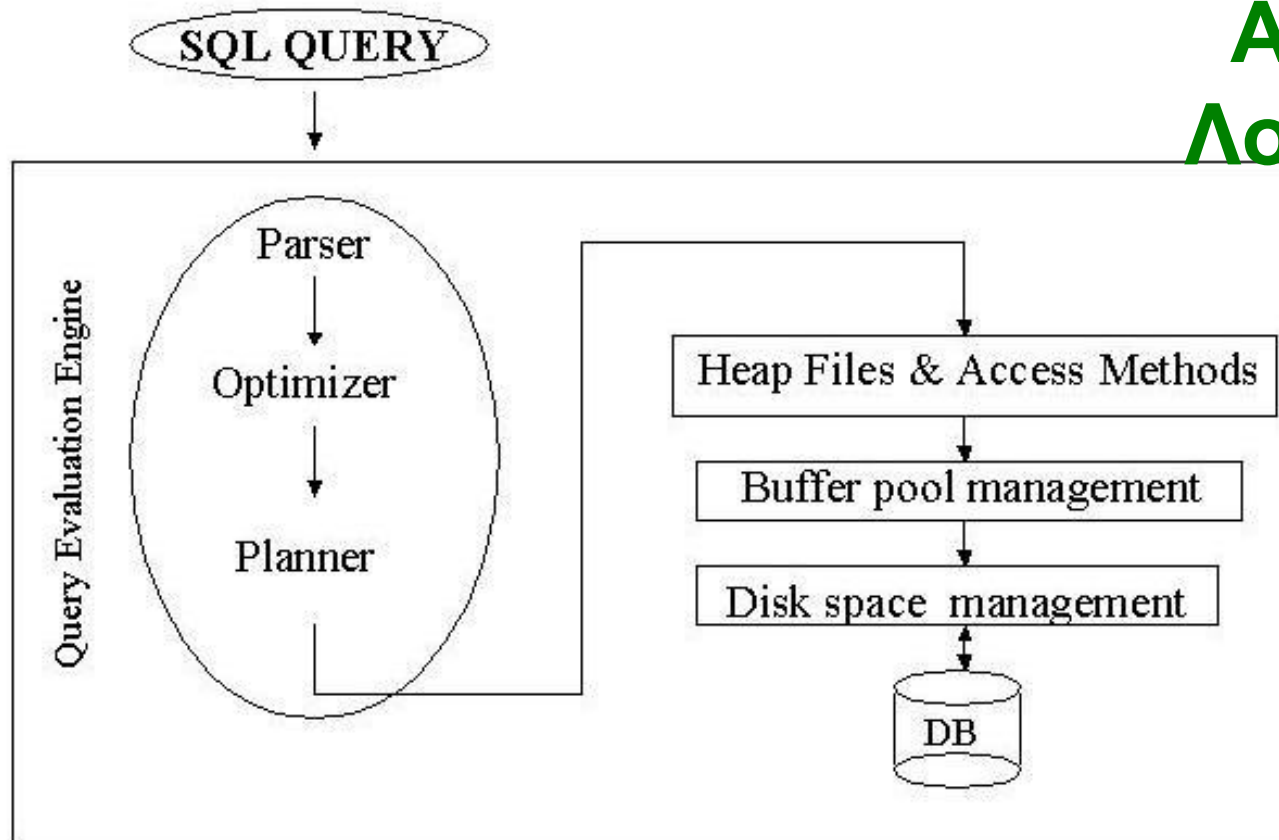 SQL QUERY
Α
Λο
Query Evaluation Engine
Parser
Optimizer
Planner
Heap Files & Access Methods
Buffer pool management
Disk space management
DB